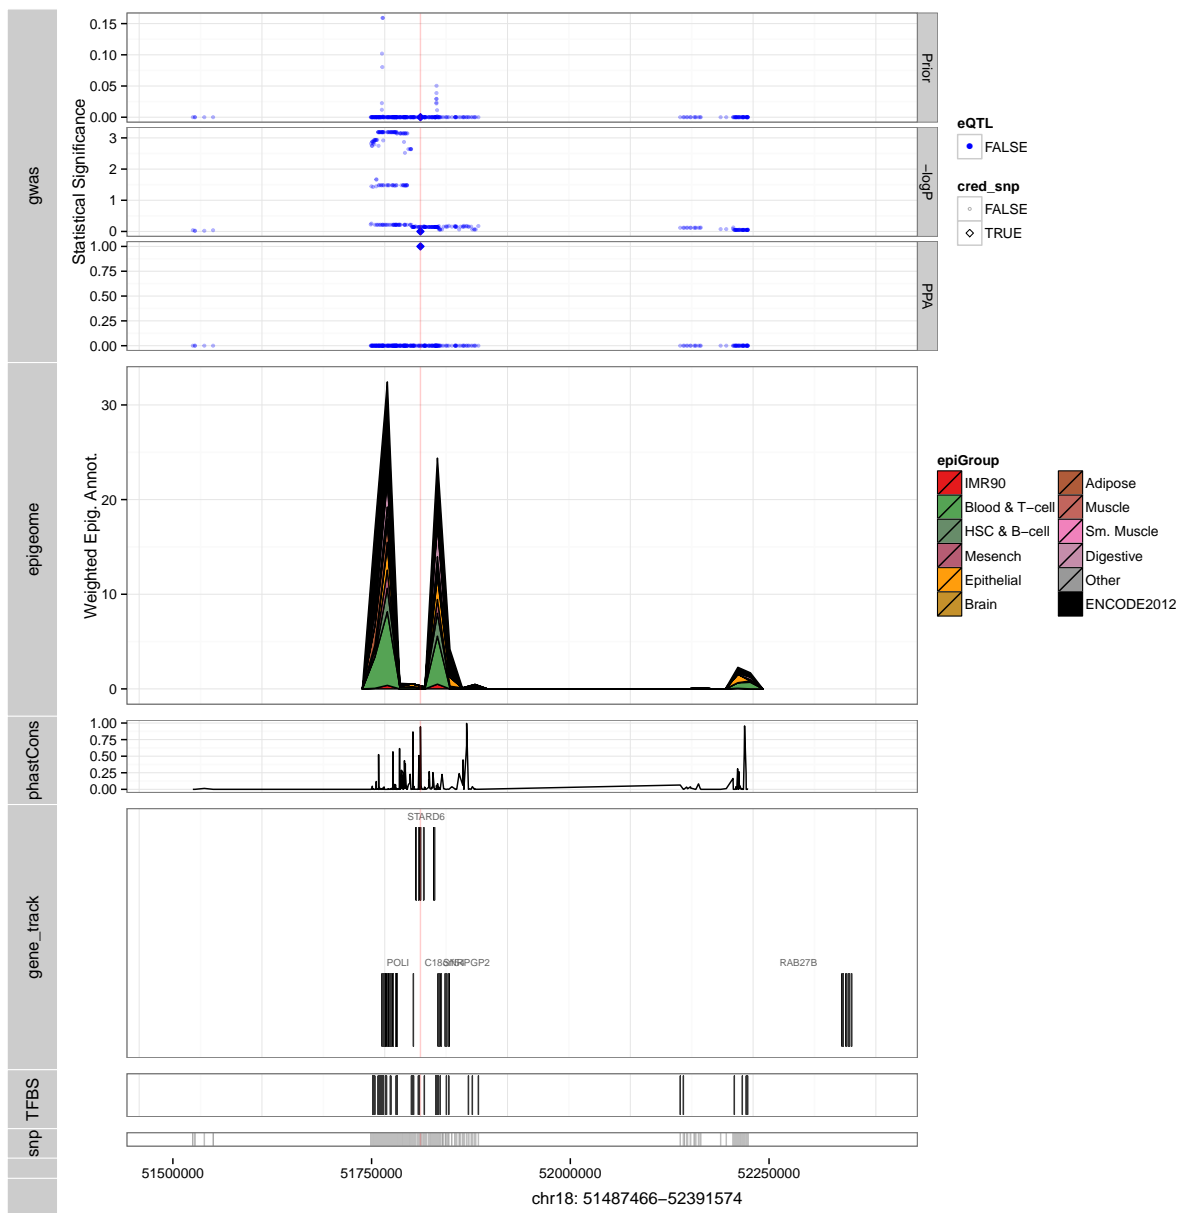 gwas
epigeome
phastCons
gene_track
TFBS
snp
Statistical Significance
0.15
0.10
0.05
0.00
Prior
3
2
1
0
−logP
1.00
0.75
0.50
0.25
0.00
PPA
eQTL
FALSE
cred_snp
FALSE
TRUE
Weighted Epig. Annot.
30
20
10
0
epiGroup
IMR90
Blood & T−cell
HSC & B−cell
Mesench
Epithelial
Brain
Adipose
Muscle
Sm. Muscle
Digestive
Other
ENCODE2012
1.00
0.75
0.50
0.25
0.00
STARD6
POLI
RAB27B
51500000
51750000
52000000
52250000
chr18: 51487466−52391574